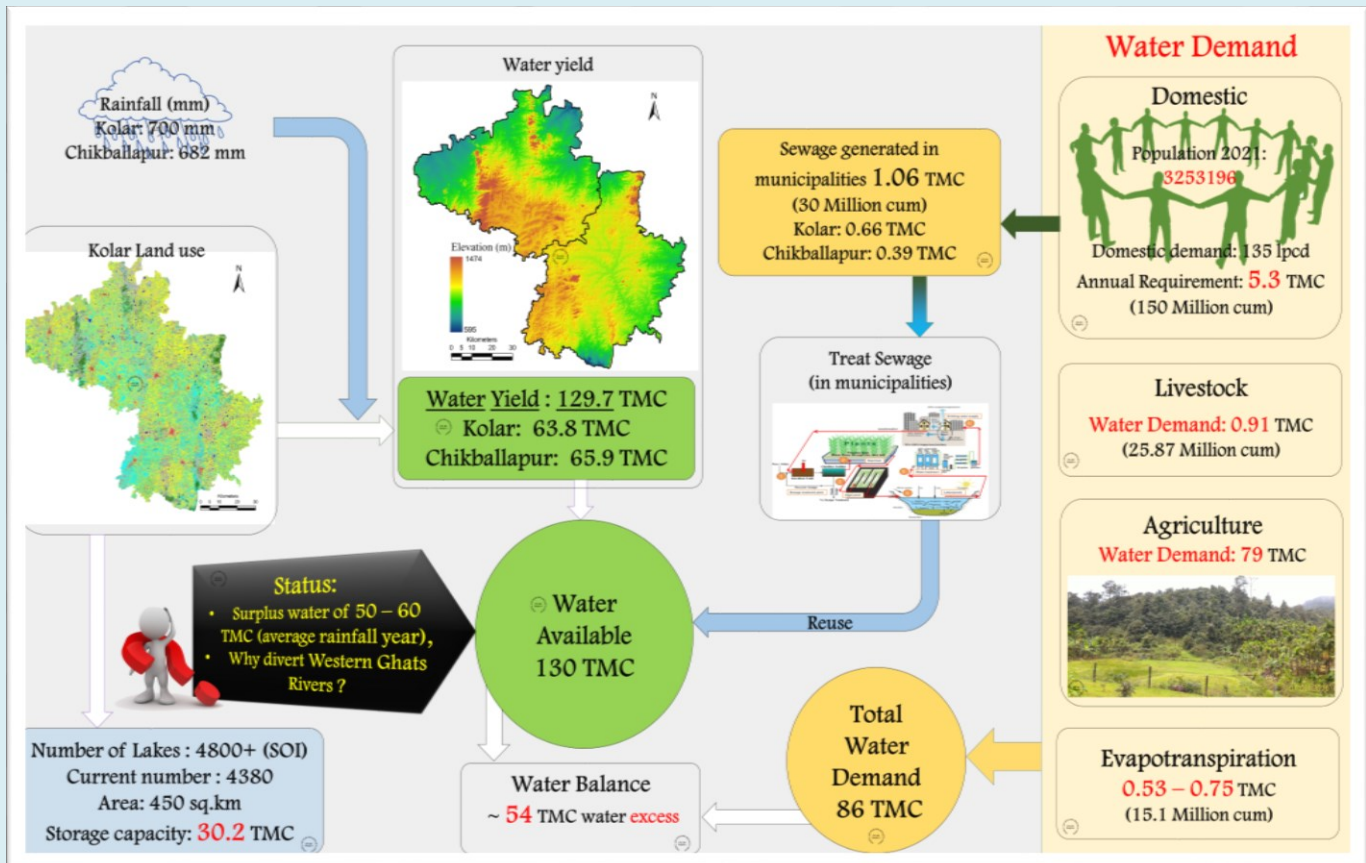 Rainfall (mm)
Kolar: 700 mm
Chikballapur: 682 mm
Kolar Land use
N
Kilometers
0 5 10 20 30
Water yield
N
Elevation (m)
1474
595
Kilometers
0 5 10 20 30
Water Yield : 129.7 TMC
Kolar: 63.8 TMC
Chikballapur: 65.9 TMC
Sewage generated in
municipalities 1.06 TMC
(30 Million cum)
Kolar: 0.66 TMC
Chikballapur: 0.39 TMC
Treat Sewage
(in municipalities)
Reuse
Status:
• Surplus water of 50 – 60
TMC (average rainfall year),
• Why divert Western Ghats
Rivers ?
Water
Available
130 TMC
Number of Lakes : 4800+ (SOI)
Current number : 4380
Area: 450 sq.km
Storage capacity: 30.2 TMC
Water Balance
~ 54 TMC water excess
Total
Water
Demand
86 TMC
Water Demand
Domestic
Population 2021:
3253196
Domestic demand: 135 lpcd
Annual Requirement: 5.3 TMC
(150 Million cum)
Livestock
Water Demand: 0.91 TMC
(25.87 Million cum)
Agriculture
Water Demand: 79 TMC
Evapotranspiration
0.53 – 0.75 TMC
(15.1 Million cum)